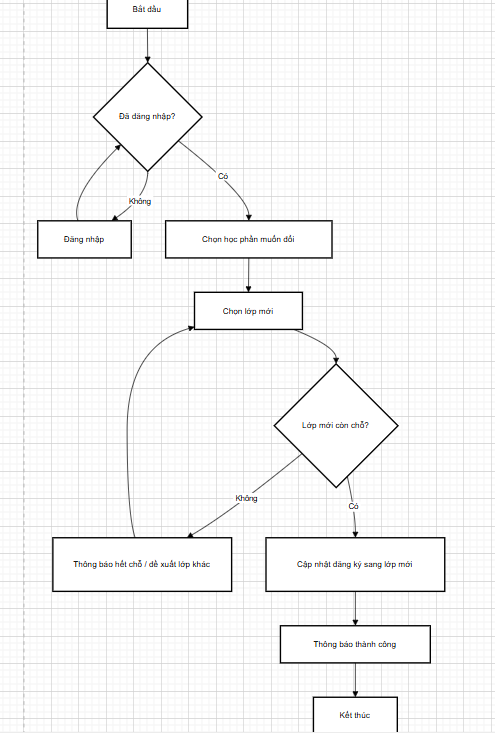 Bắt đầu
Đã đăng nhập?
Có
Không
Đăng nhập
Chọn học phần muốn đổi
Chọn lớp mới
Lớp mới còn chỗ?
Không
Có
Thông báo hết chỗ / đề xuất lớp khác
Cập nhật đăng ký sang lớp mới
Thông báo thành công
Kết thúc